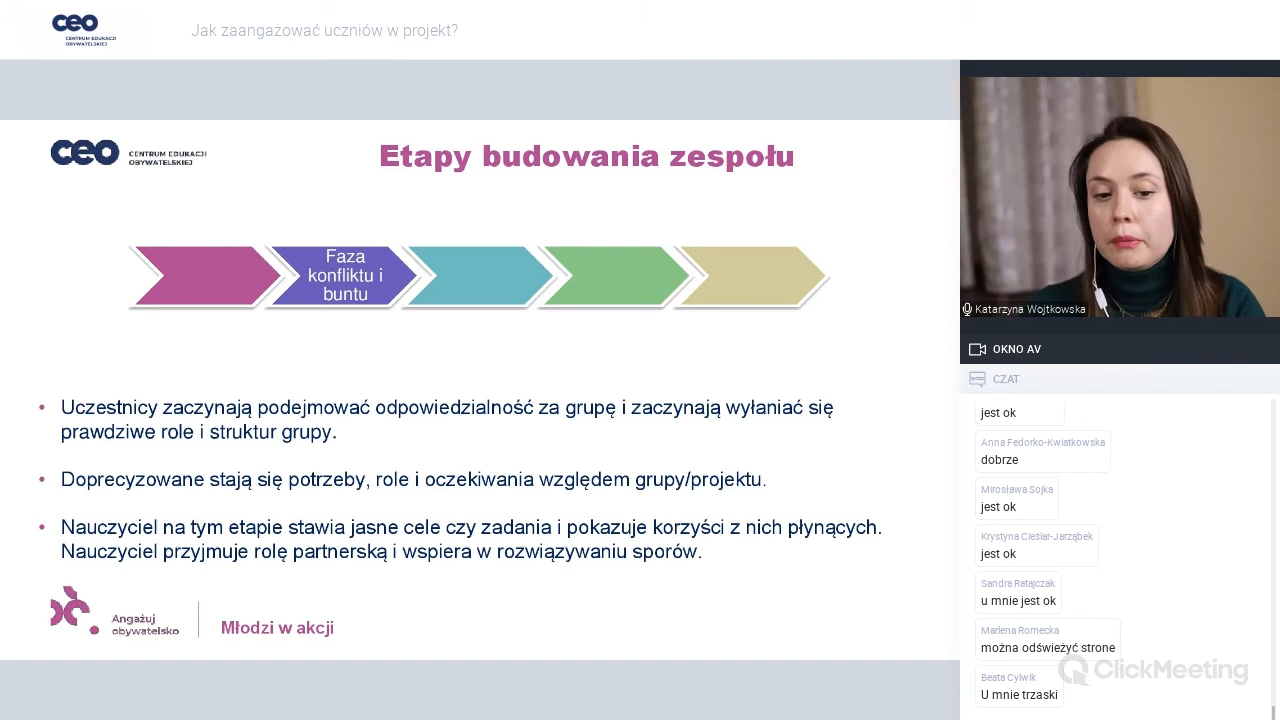 ceo
CENTRUM EDUKACJI
OBYWATELSKIEJ
Jak zaangażować uczniów w projekt?
ceo
CENTRUM EDUKACJI
OBYWATELSKIEJ
Etapy budowania zespołu
Faza
konfliktu i
buntu
• Uczestnicy zaczynają podejmować odpowiedzialność za grupę i zaczynają wyłaniać się
prawdziwe role i struktur grupy.
• Doprecyzowane stają się potrzeby, role i oczekiwania względem grupy/projektu.
• Nauczyciel na tym etapie stawia jasne cele czy zadania i pokazuje korzyści z nich płynących.
Nauczyciel przyjmuje rolę partnerską i wspiera w rozwiązywaniu sporów.
Angażuj
obywatelsko
Młodzi w akcji
Katarzyna Wojtkowska
OKNO AV
CZAT
jest ok
Anna Fedorko-Kwiatkowska
dobrze
Mirosława Sojka
jest ok
Krystyna Cieślar-Jarząbek
jest ok
Sandra Ratajczak
u mnie jest ok
Marlena Romecka
można odświeżyć strone
ClickMeeting
Beata Cylwik
U mnie trzaski